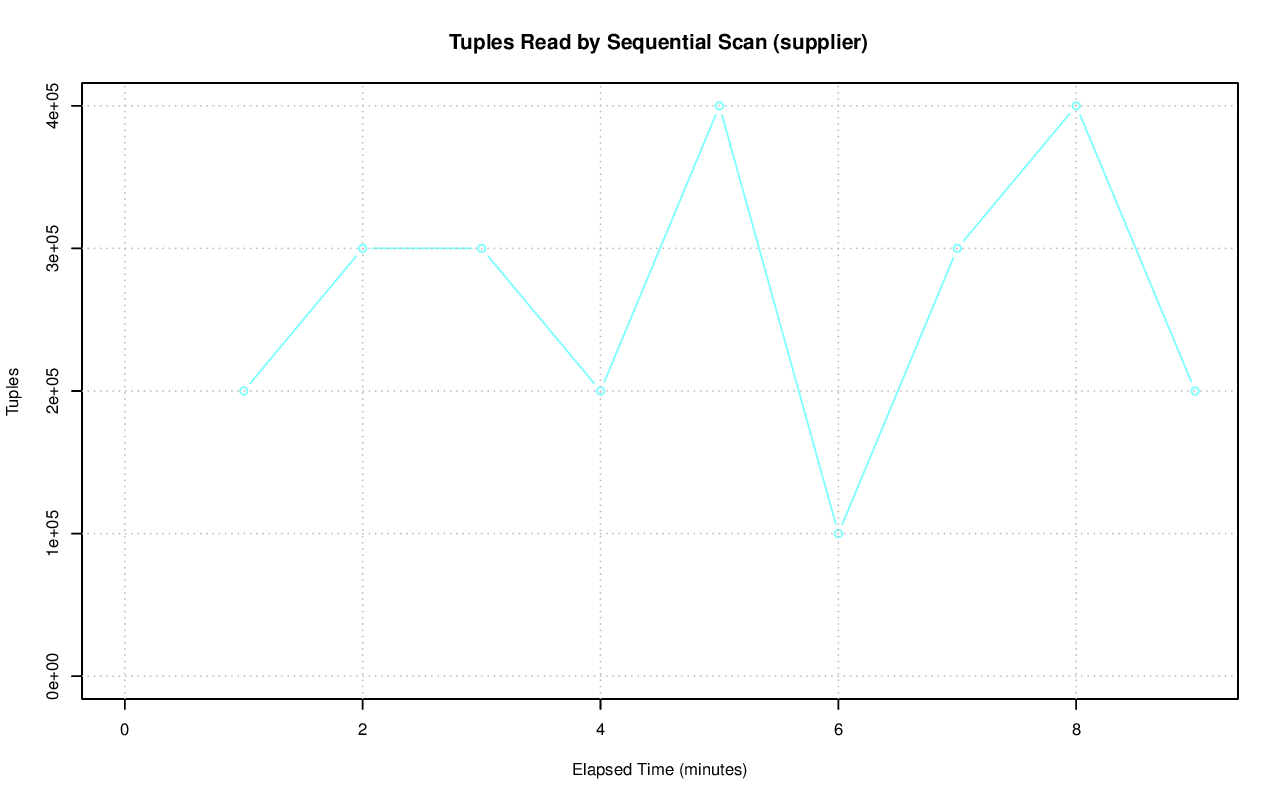 Tuples Read by Sequential Scan (supplier)
Tuples
4e+05
3e+05
2e+05
1e+05
0e+00
0 2 4 6 8
Elapsed Time (minutes)